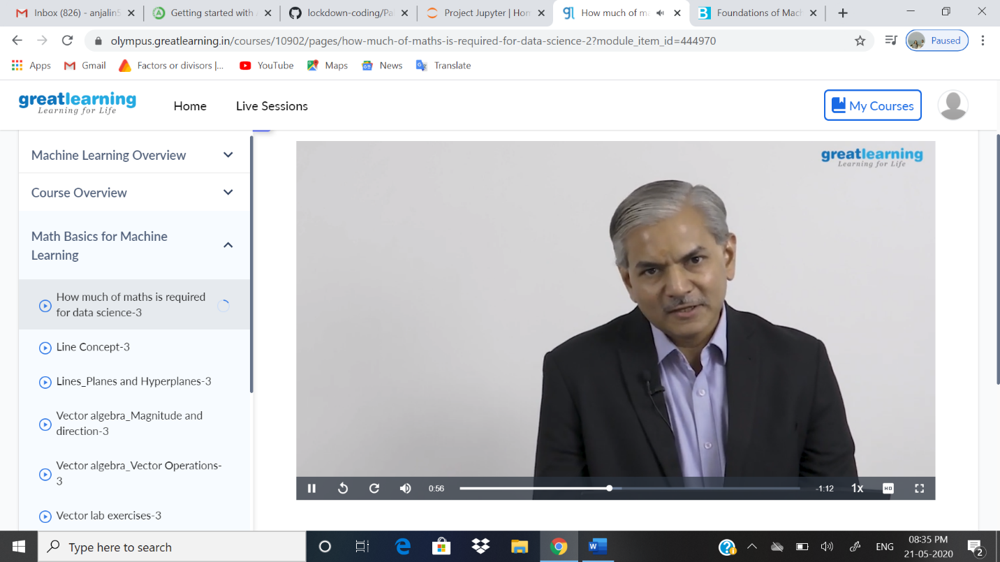 Inbox (826) - anjalin5
Getting started with
lockdown-coding/Pa
Project Jupyter | Hom
How much of m
Foundations of Mach
olympus.greatlearning.in/courses/10902/pages/how-much-of-maths-is-required-for-data-science-2?module_item_id=444970
Paused
Apps
Gmail
Factors or divisors |...
YouTube
Maps
News
Translate
greatlearning
Learning for Life
Home
Live Sessions
My Courses
Machine Learning Overview
Course Overview
Math Basics for Machine
Learning
How much of maths is required
for data science-3
Line Concept-3
Lines_Planes and Hyperplanes-3
Vector algebra_Magnitude and
direction-3
Vector algebra_Vector Operations-
3
Vector lab exercises-3
greatlearning
Learning for Life
0:56
-1:12
1x
HD
Type here to search
ENG
08:35 PM
21-05-2020
2